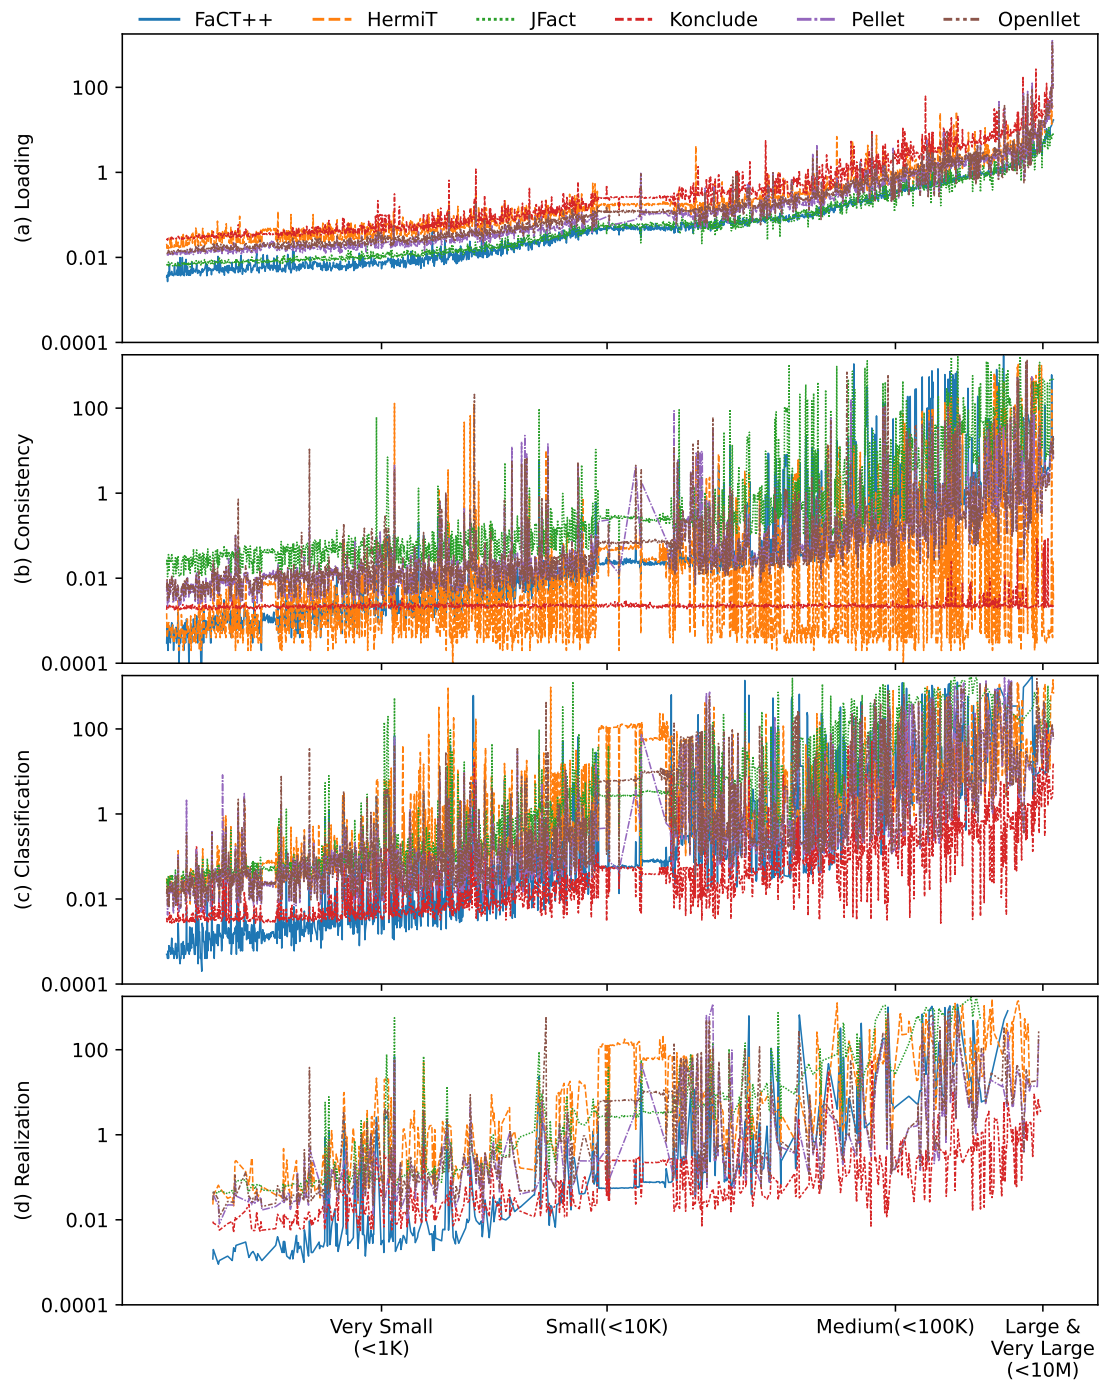 FaCT++ HermiT JFact Konclude Pellet Openllet
(a) Loading
100
1
0.01
0.0001
(b) Consistency
100
1
0.01
0.0001
(c) Classification
100
1
0.01
0.0001
(d) Realization
100
1
0.01
0.0001
Very Small
(<1K)
Small(<10K)
Medium(<100K)
Large &
Very Large
(<10M)